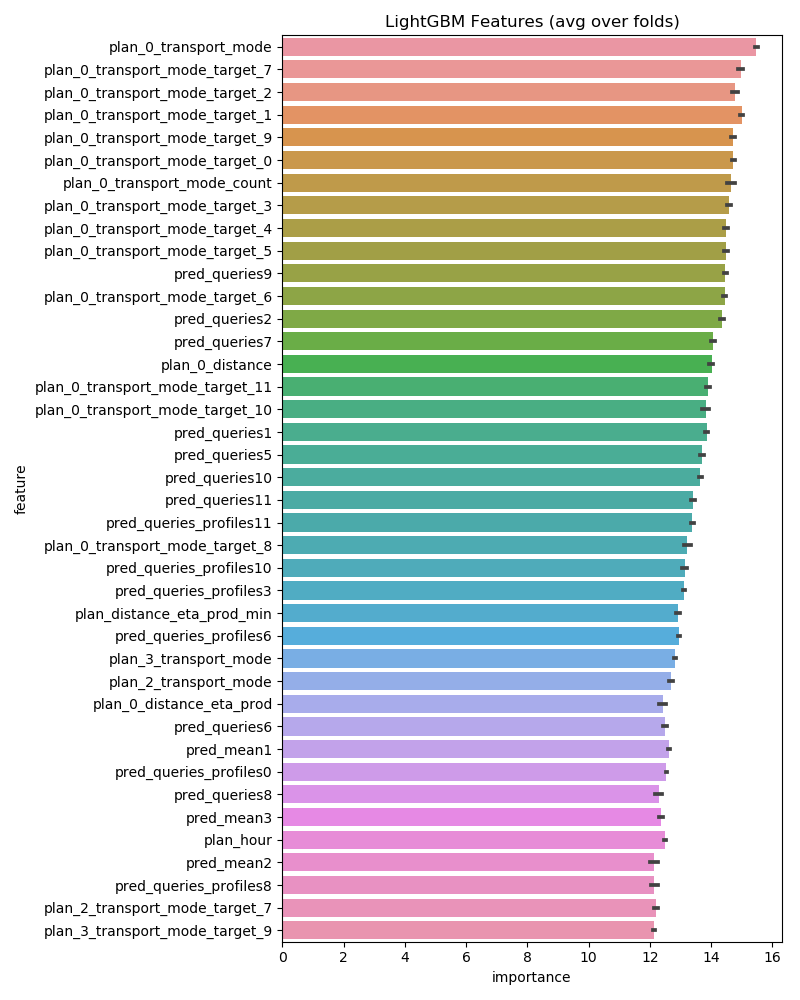 LightGBM Features (avg over folds)
plan_0_transport_mode
plan_0_transport_mode_target_7
plan_0_transport_mode_target_2
plan_0_transport_mode_target_1
plan_0_transport_mode_target_9
plan_0_transport_mode_target_0
plan_0_transport_mode_count
plan_0_transport_mode_target_3
plan_0_transport_mode_target_4
plan_0_transport_mode_target_5
pred_queries9
plan_0_transport_mode_target_6
pred_queries2
pred_queries7
plan_0_distance
plan_0_transport_mode_target_11
plan_0_transport_mode_target_10
pred_queries1
pred_queries5
pred_queries10
pred_queries11
pred_queries_profiles11
plan_0_transport_mode_target_8
pred_queries_profiles10
pred_queries_profiles3
plan_distance_eta_prod_min
pred_queries_profiles6
plan_3_transport_mode
plan_2_transport_mode
plan_0_distance_eta_prod
pred_queries6
pred_mean1
pred_queries_profiles0
pred_queries8
pred_mean3
plan_hour
pred_mean2
pred_queries_profiles8
plan_2_transport_mode_target_7
plan_3_transport_mode_target_9
feature
0 2 4 6 8 10 12 14 16
importance